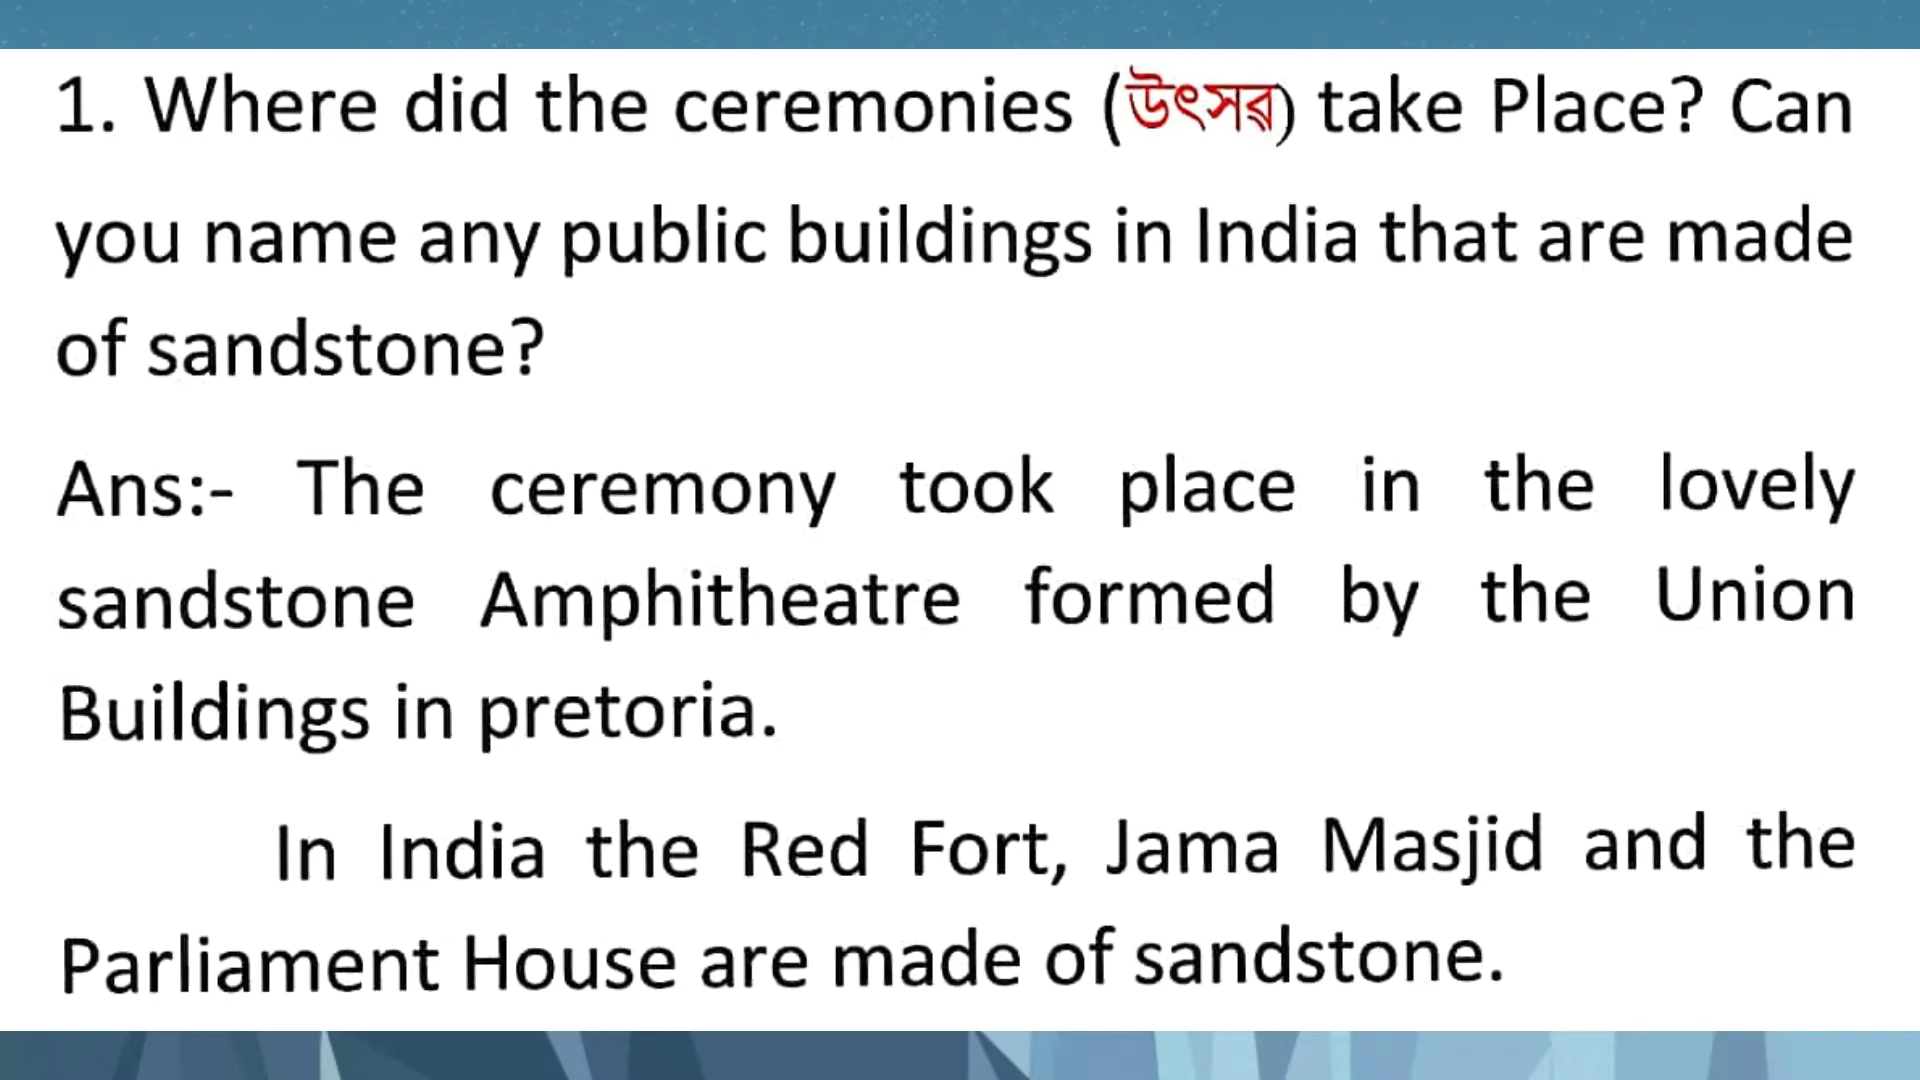 1. Where did the ceremonies (উৎসৱ) take Place? Can
you name any public buildings in India that are made
of sandstone?
Ans:- The ceremony took place in the lovely
sandstone Amphitheatre formed by the Union
Buildings in pretoria.
In India the Red Fort, Jama Masjid and the
Parliament House are made of sandstone.